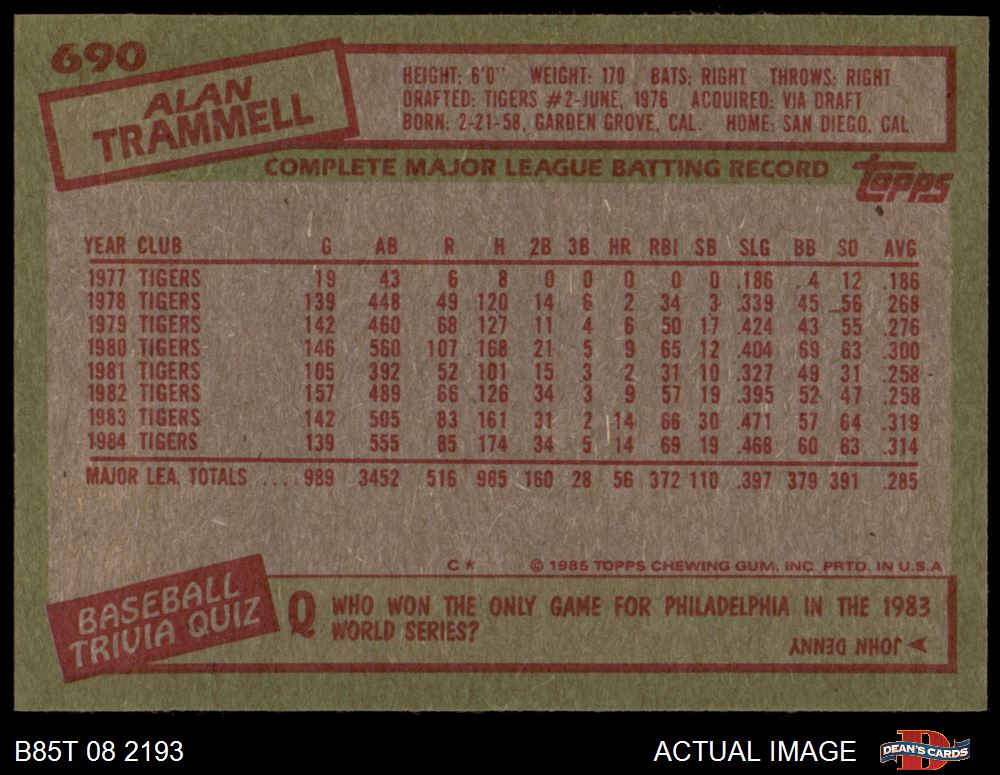 690
ALAN
TRAMMELL
HEIGHT: 6'0" WEIGHT: 170 BATS: RIGHT THROWS: RIGHT
DRAFTED: TIGERS #2-JUNE, 1976 ACQUIRED: VIA DRAFT
BORN: 2-21-58, GARDEN GROVE, CAL. HOME: SAN DIEGO, CAL.
COMPLETE MAJOR LEAGUE BATTING RECORD
topps
YEAR CLUB G AB R H 2B 3B HR RBI SB SLG BB SO AVG
1977 TIGERS 19 43 6 8 0 0 0 0 0 .186 4 12 .186
1978 TIGERS 139 448 49 120 14 6 2 34 3 .339 45 56 .268
1979 TIGERS 142 460 68 127 11 4 6 50 17 .424 43 55 .276
1980 TIGERS 146 560 107 168 21 5 9 65 12 .404 69 63 .300
1981 TIGERS 105 392 52 101 15 3 2 31 10 .327 49 31 .258
1982 TIGERS 157 489 66 126 34 3 9 57 19 .395 52 47 .258
1983 TIGERS 142 505 83 161 31 2 14 66 30 .471 57 64 .319
1984 TIGERS 139 555 85 174 34 5 14 69 19 .468 60 63 .314
MAJOR LEA. TOTALS ....989 3452 516 985 160 28 56 372 110 .397 379 391 .285
C* © 1985 TOPPS CHEWING GUM, INC. PRTD. IN U.S.A.
BASEBALL
TRIVIA QUIZ
Q WHO WON THE ONLY GAME FOR PHILADELPHIA IN THE 1983
WORLD SERIES?
JOHN DENNY
B85T 08 2193 ACTUAL IMAGE DEAN'S CARDS